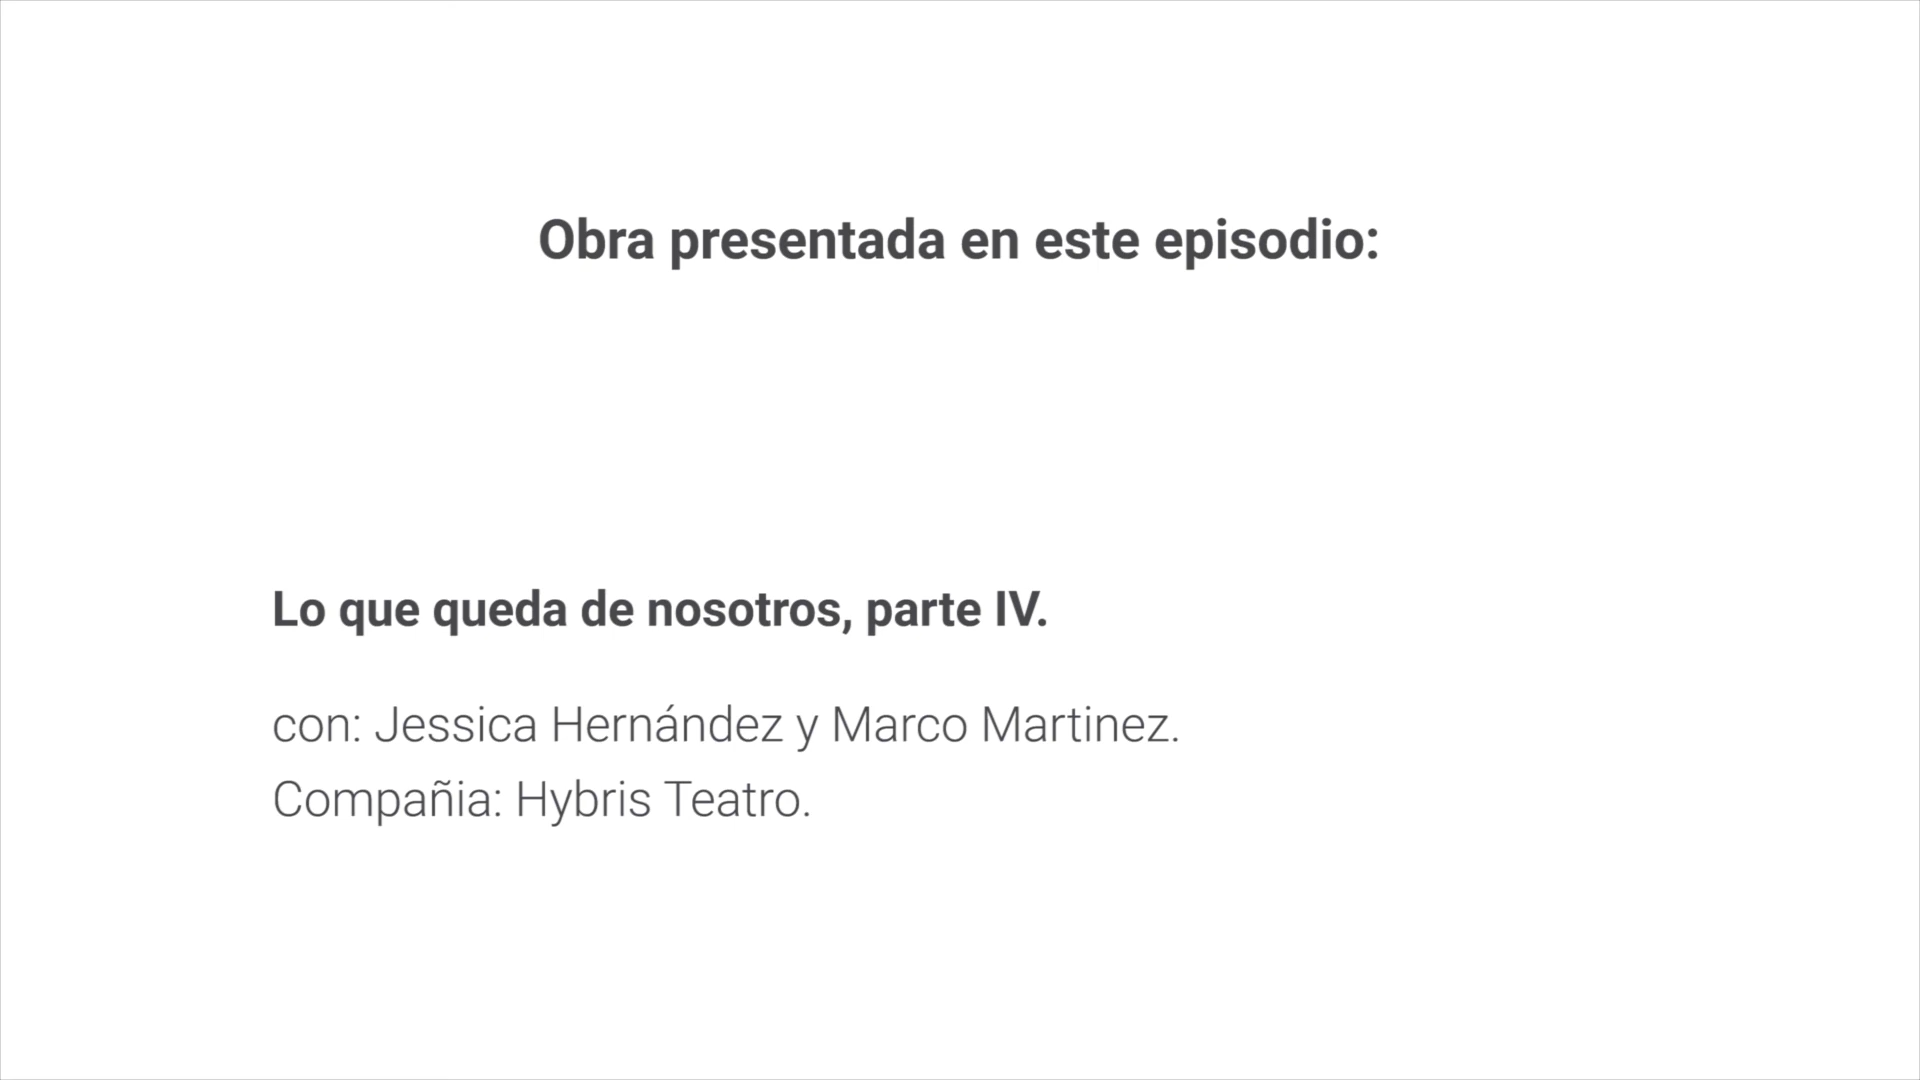 Obra presentada en este episodio:
Lo que queda de nosotros, parte IV.
con: Jessica Hernández y Marco Martinez.
Compañia: Hybris Teatro.